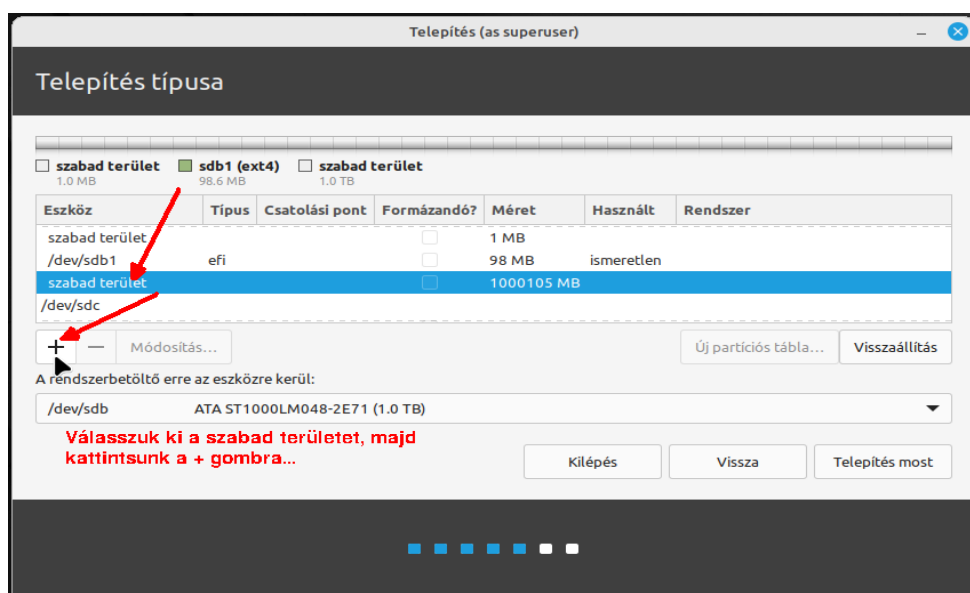 Telepítés (as superuser)
Telepítés típusa
szabad terület sdb1 (ext4) szabad terület
1.0 MB 98.6 MB 1.0 TB
Eszköz Típus Csatolási pont Formázandó? Méret Használt Rendszer
szabad terület 1 MB
/dev/sdb1 efi 98 MB ismeretlen
szabad terület 1000105 MB
/dev/sdc
+ — Módosítás... Új partíciós tábla... Visszaállítás
A rendszerbetöltő erre az eszközre kerül:
/dev/sdb ATA ST1000LM048-2E71 (1.0 TB)
Válasszuk ki a szabad területet, majd
kattintsunk a + gombra...
Kilépés Vissza Telepítés most